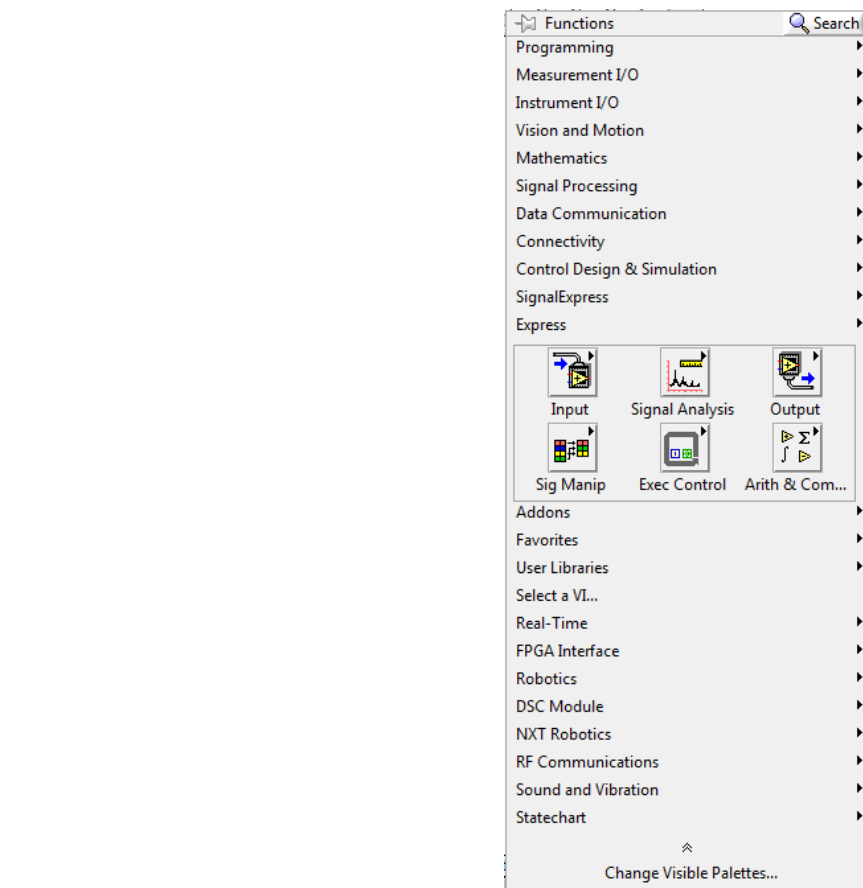 Functions Search
Programming
Measurement I/O
Instrument I/O
Vision and Motion
Mathematics
Signal Processing
Data Communication
Connectivity
Control Design & Simulation
SignalExpress
Express
Input Signal Analysis Output
Sig Manip Exec Control Arith & Com...
Addons
Favorites
User Libraries
Select a VI...
Real-Time
FPGA Interface
Robotics
DSC Module
NXT Robotics
RF Communications
Sound and Vibration
Statechart
Change Visible Palettes...